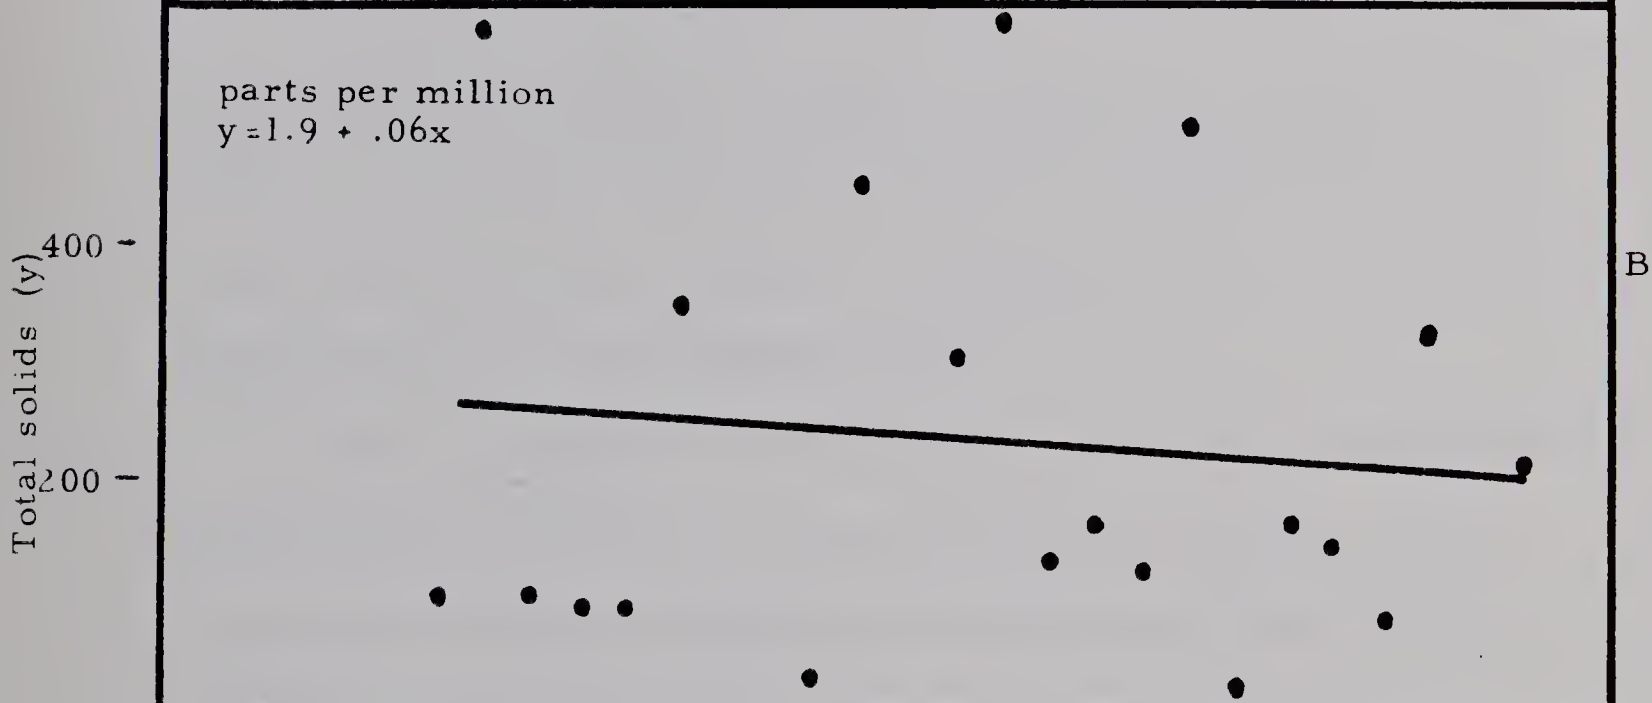 parts per million
y=1.9 + .06x
400
B
Total solids (y)
200